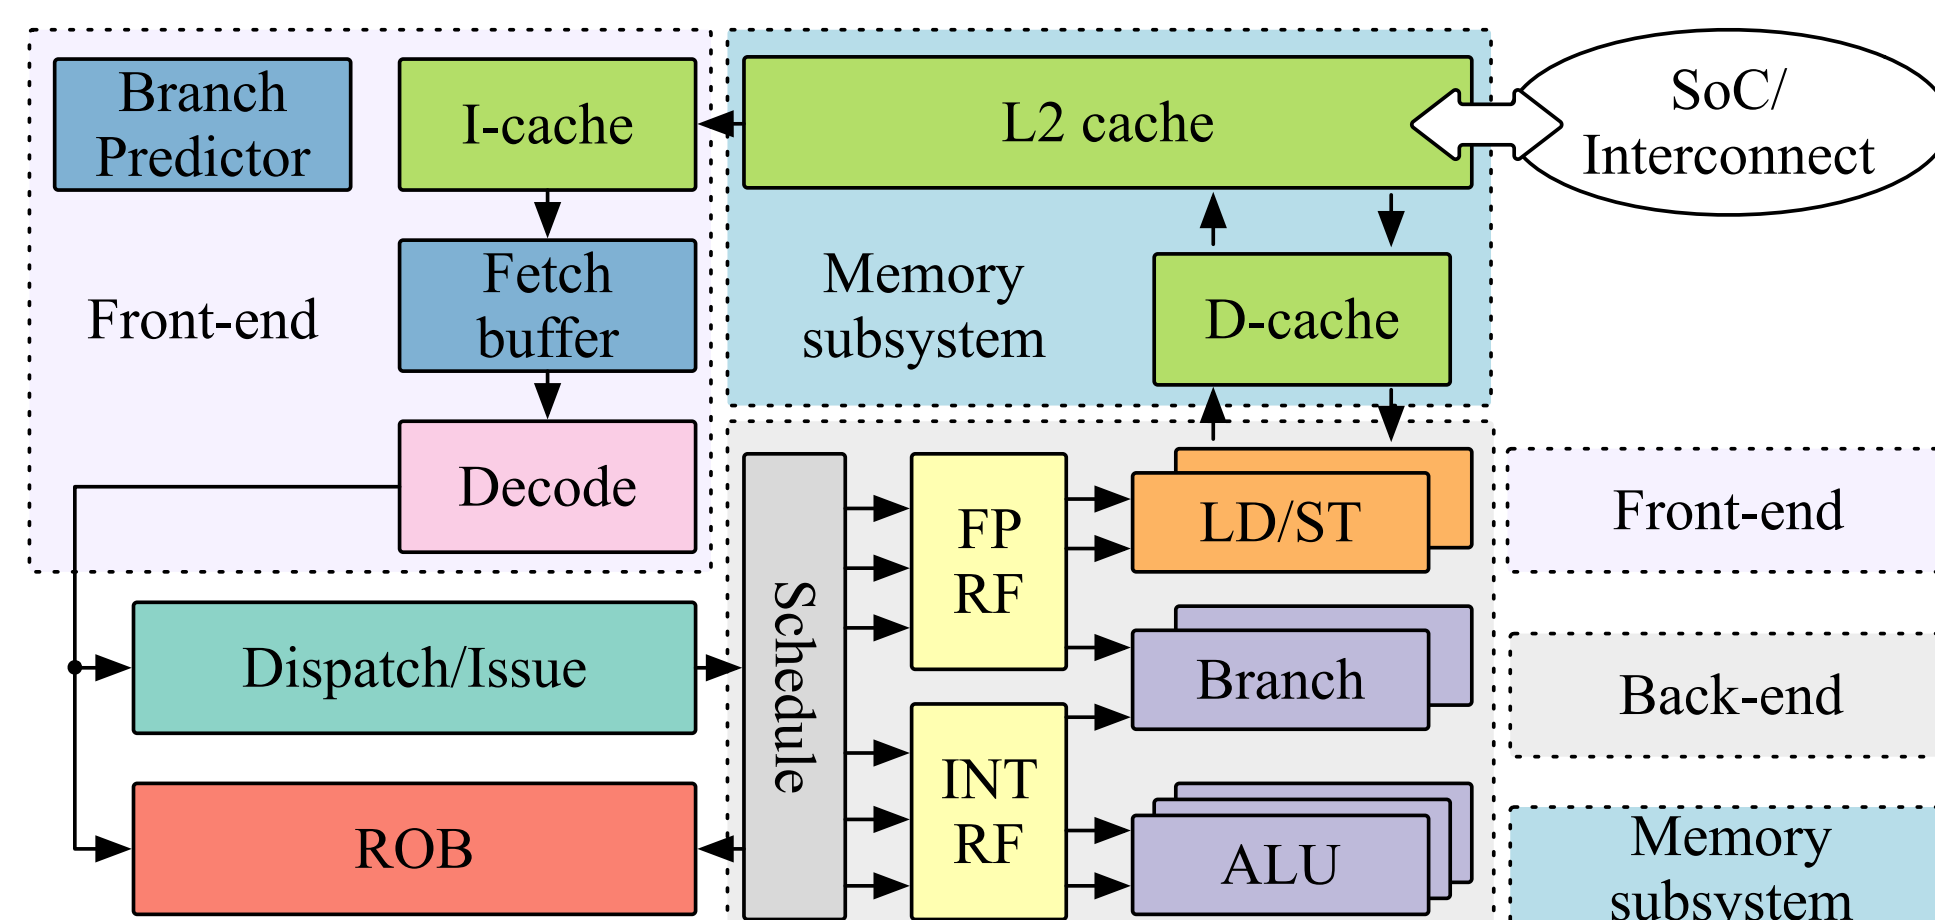 Branch
Predictor
I-cache
L2 cache
SoC/
Interconnect
Front-end
Fetch
buffer
Memory
subsystem
D-cache
Decode
Schedule
FP
RF
LD/ST
Front-end
Dispatch/Issue
Branch
Back-end
ROB
INT
RF
ALU
Memory
subsystem